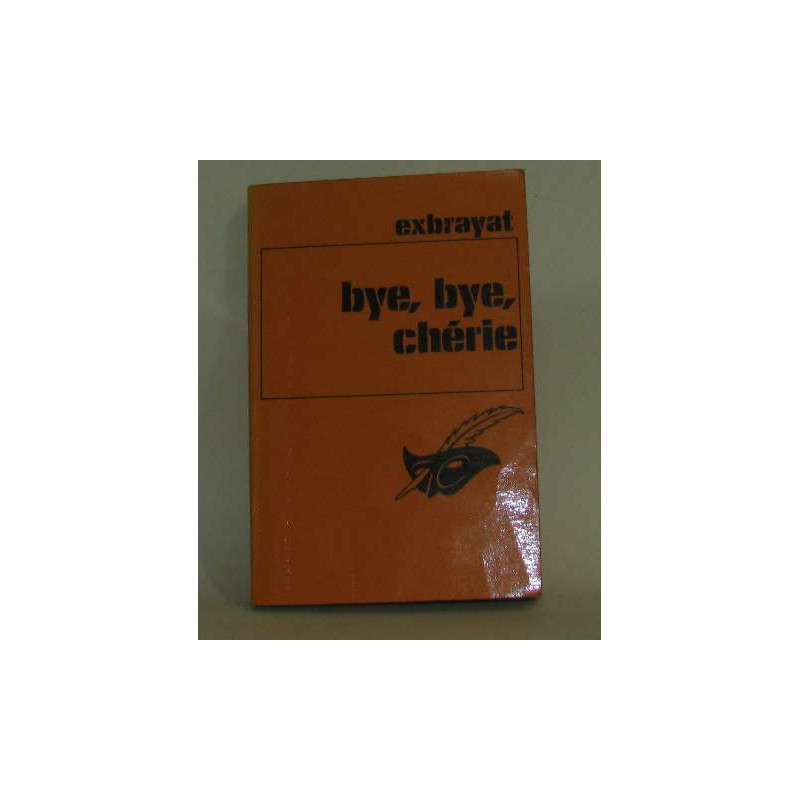 exbrayat
bye, bye,
chérie